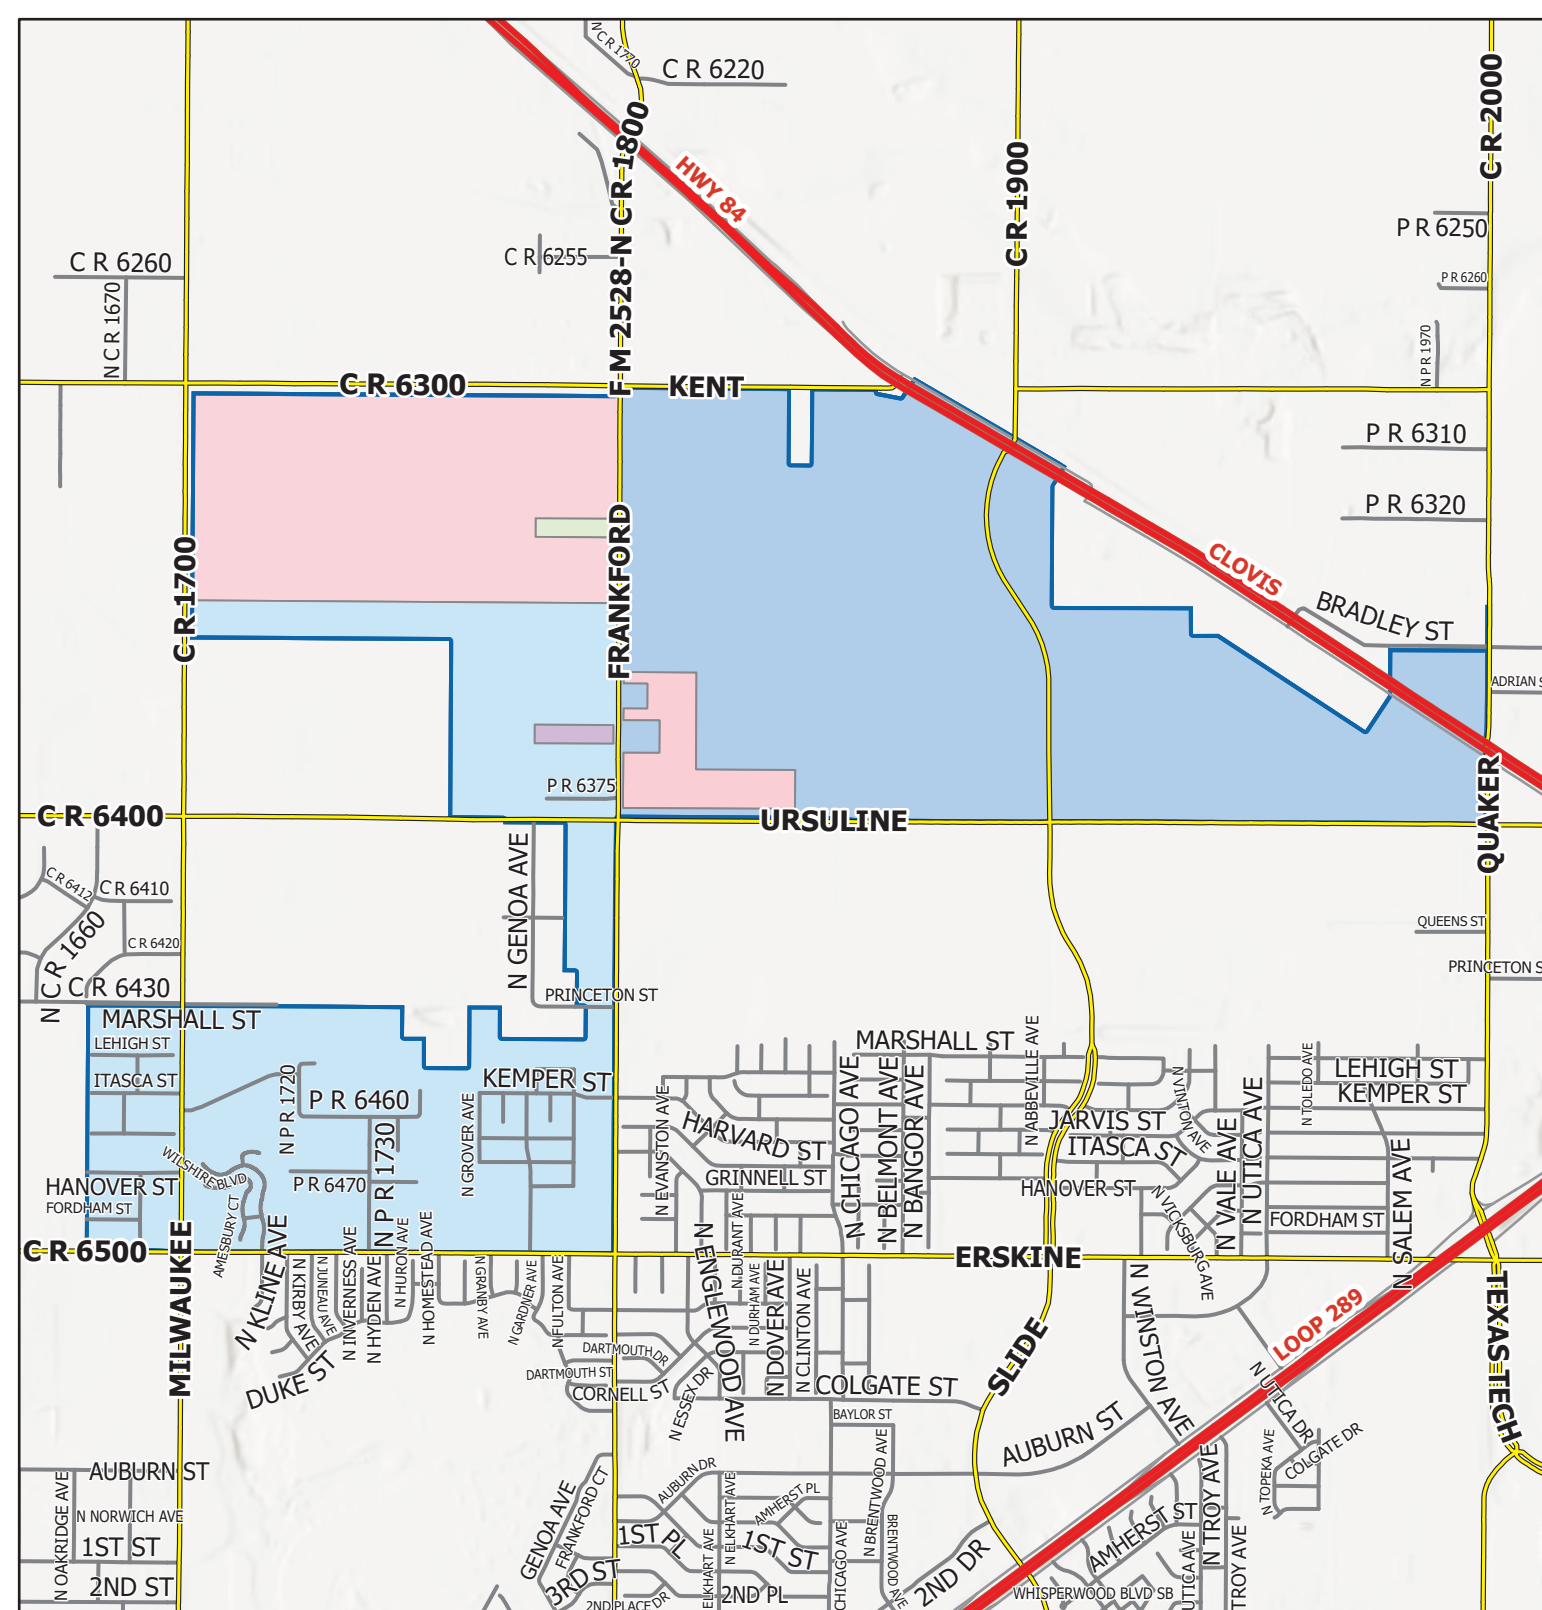 N C R 1770
C R 6220
C R 2000
FM 2528-N CR 1800
HWY 84
C R 1900
P R 6250
C R 6255
C R 6260
P R 6260
N C R 1670
N P R 1970
C R 6300
KENT
P R 6310
P R 6320
C R 1700
FRANKFORD
CLOVIS
BRADLEY ST
ADRIAN S
P R 6375
C R 6400
URSULINE
QUAKER
N GENOA AVE
C R 6412
C R 6410
N C R 1660
C R 6420
QUEENS ST
PRINCETON S
C R 6430
PRINCETON ST
MARSHALL ST
LEHIGH ST
ITASCA ST
N P R 1720
P R 6460
KEMPER ST
N GROVER AVE
N P R 1730
WILSHIRE BLVD
P R 6470
HANOVER ST
FORDHAM ST
AMESBURY CT
MARSHALL ST
N ABBEVILLE AVE
N EVANSTON AVE
HARVARD ST
GRINNELL ST
N CHICAGO AVE
N BELMONT AVE
N BANGOR AVE
JARVIS ST
ITASCA ST
HANOVER ST
N VINTON AVE
N VICKSBURG AVE
N VALE AVE
N UTICA AVE
N TOLEDO AVE
LEHIGH ST
KEMPER ST
FORDHAM ST
N SALEM AVE
C R 6500
ERSKINE
MILWAUKEE
N KLINE AVE
N KIRBY AVE
N JUNEAU AVE
N INVERNESS AVE
N HYDEN AVE
N HURON AVE
N HOMESTEAD AVE
N GRANBY AVE
N GARDNER AVE
N FULTON AVE
DUKE ST
N ENGLEWOOD AVE
N DURANT AVE
N DURHAM AVE
N DOVER AVE
N CLINTON AVE
DARTMOUTH DR
DARTMOUTH ST
CORNELL ST
N ESSEX DR
COLGATE ST
BAYLOR ST
SLIDE
N WINSTON AVE
LOOP 289
TEXAS TECH
N UTICA DR
COLGATE DR
N TOPEKA AVE
AUBURN ST
AUBURN ST
N OAKRIDGE AVE
N NORWICH AVE
1ST ST
2ND ST
GENOA AVE
FRANKFORD CT
AUBURN DR
AMHERST PL
N ELKHART AVE
ELKHART AVE
1ST PL
1ST ST
3RD ST
2ND PLACE DR
2ND PL
CHICAGO AVE
N BRENTWOOD AVE
BRENTWOOD AVE
2ND DR
AMHERST ST
WHISPERWOOD BLVD SB
UTICA AVE
N TROY AVE
TROY AVE